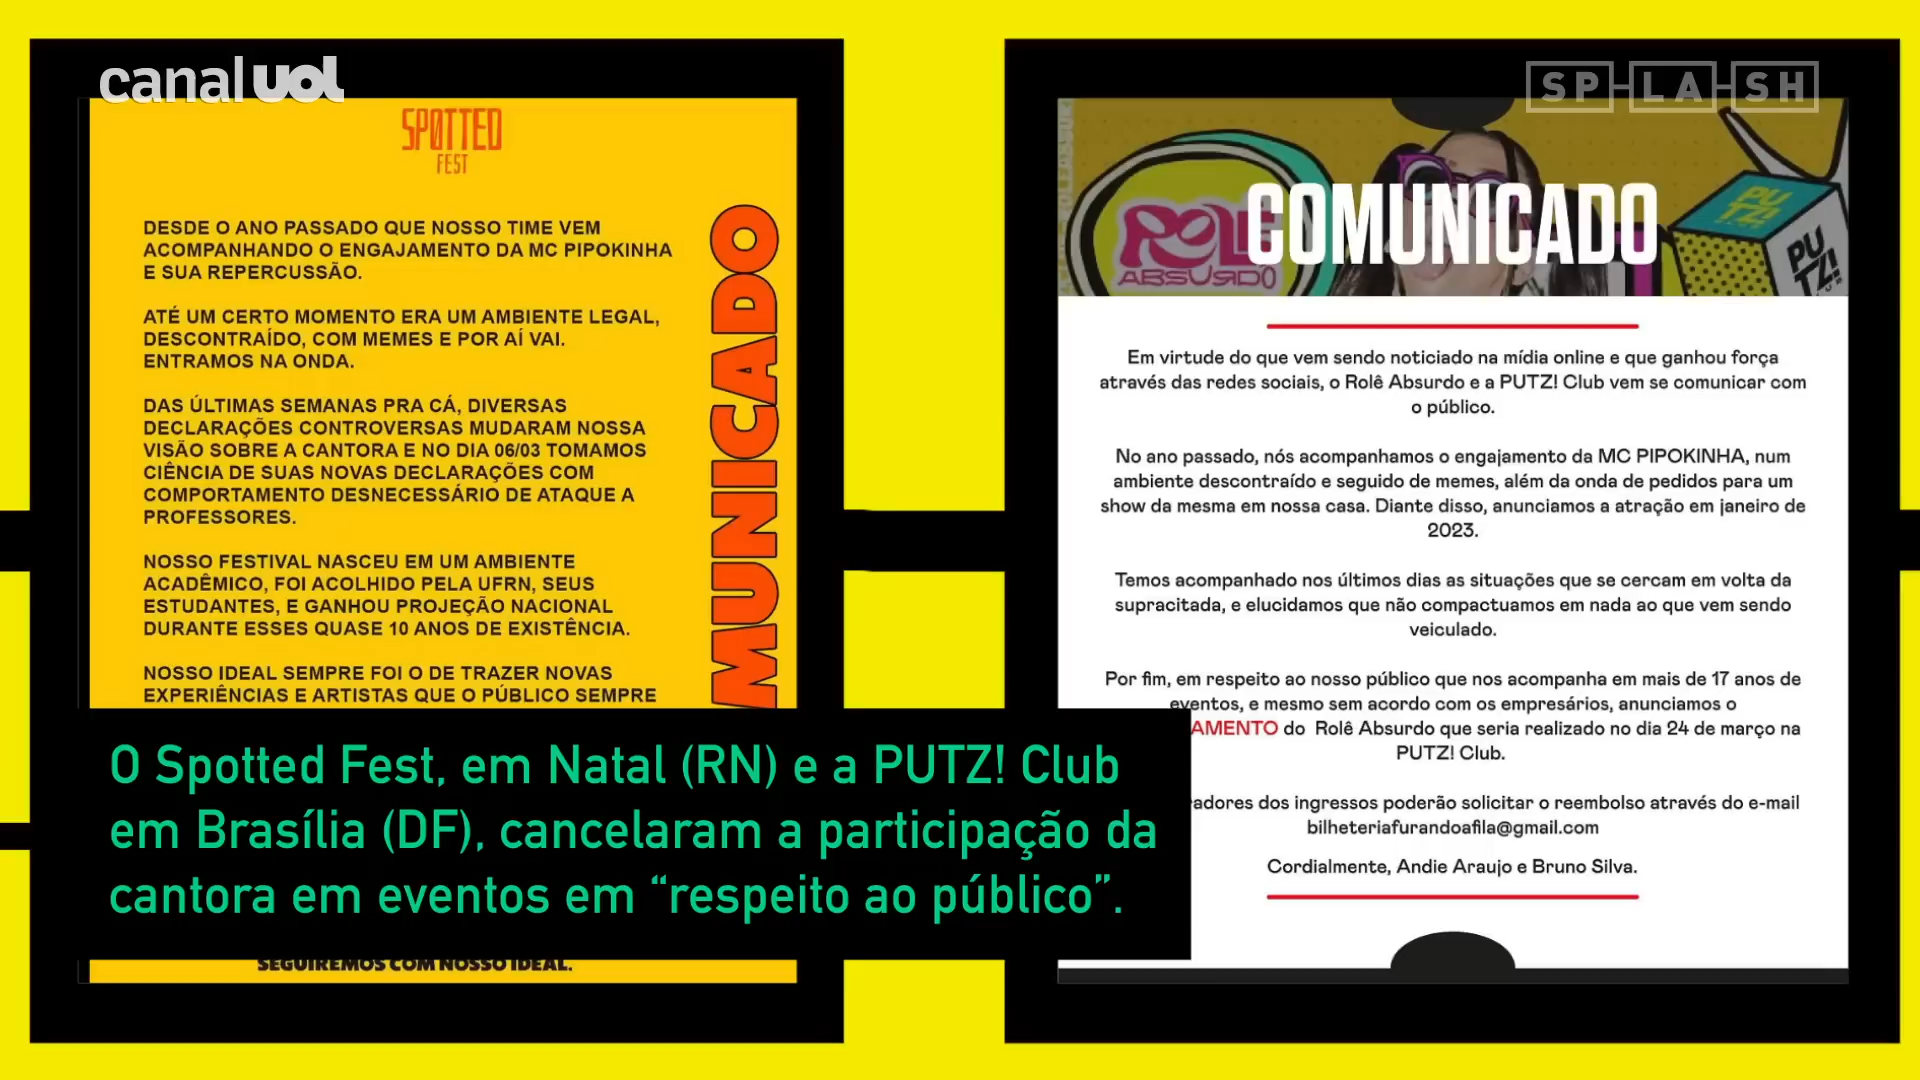 canal uol
SPLASH
SPOTTED
FEST
DESDE O ANO PASSADO QUE NOSSO TIME VEM
ACOMPANHANDO O ENGAJAMENTO DA MC PIPOKINHA
E SUA REPERCUSSÃO.
ATÉ UM CERTO MOMENTO ERA UM AMBIENTE LEGAL,
DESCONTRAÍDO, COM MEMES E POR AÍ VAI.
ENTRAMOS NA ONDA.
DAS ÚLTIMAS SEMANAS PRA CÁ, DIVERSAS
DECLARAÇÕES CONTROVERSAS MUDARAM NOSSA
VISÃO SOBRE A CANTORA E NO DIA 06/03 TOMAMOS
CIÊNCIA DE SUAS NOVAS DECLARAÇÕES COM
COMPORTAMENTO DESNECESSÁRIO DE ATAQUE A
PROFESSORES.
NOSSO FESTIVAL NASCEU EM UM AMBIENTE
ACADÊMICO, FOI ACOLHIDO PELA UFRN, SEUS
ESTUDANTES, E GANHOU PROJEÇÃO NACIONAL
DURANTE ESSES QUASE 10 ANOS DE EXISTÊNCIA.
NOSSO IDEAL SEMPRE FOI O DE TRAZER NOVAS
EXPERIÊNCIAS E ARTISTAS QUE O PÚBLICO SEMPRE
SEGUIREMOS COM NOSSO IDEAL.
MUNICADO
ROLE
ABSURDO
COMUNICADO
PUTZ!
PUTZ!
Em virtude do que vem sendo noticiado na mídia online e que ganhou força
através das redes sociais, o Rolê Absurdo e a PUTZ! Club vem se comunicar com
o público.
No ano passado, nós acompanhamos o engajamento da MC PIPOKINHA, num
ambiente descontraído e seguido de memes, além da onda de pedidos para um
show da mesma em nossa casa. Diante disso, anunciamos a atração em janeiro de
2023.
Temos acompanhado nos últimos dias as situações que se cercam em volta da
supracitada, e elucidamos que não compactuamos em nada ao que vem sendo
veiculado.
Por fim, em respeito ao nosso público que nos acompanha em mais de 17 anos de
eventos, e mesmo sem acordo com os empresários, anunciamos o
AMENTO do Rolê Absurdo que seria realizado no dia 24 de março na
PUTZ! Club.
adores dos ingressos poderão solicitar o reembolso através do e-mail
bilheteriafurandoafila@gmail.com
Cordialmente, Andie Araujo e Bruno Silva.
O Spotted Fest, em Natal (RN) e a PUTZ! Club
em Brasília (DF), cancelaram a participação da
cantora em eventos em “respeito ao público”.